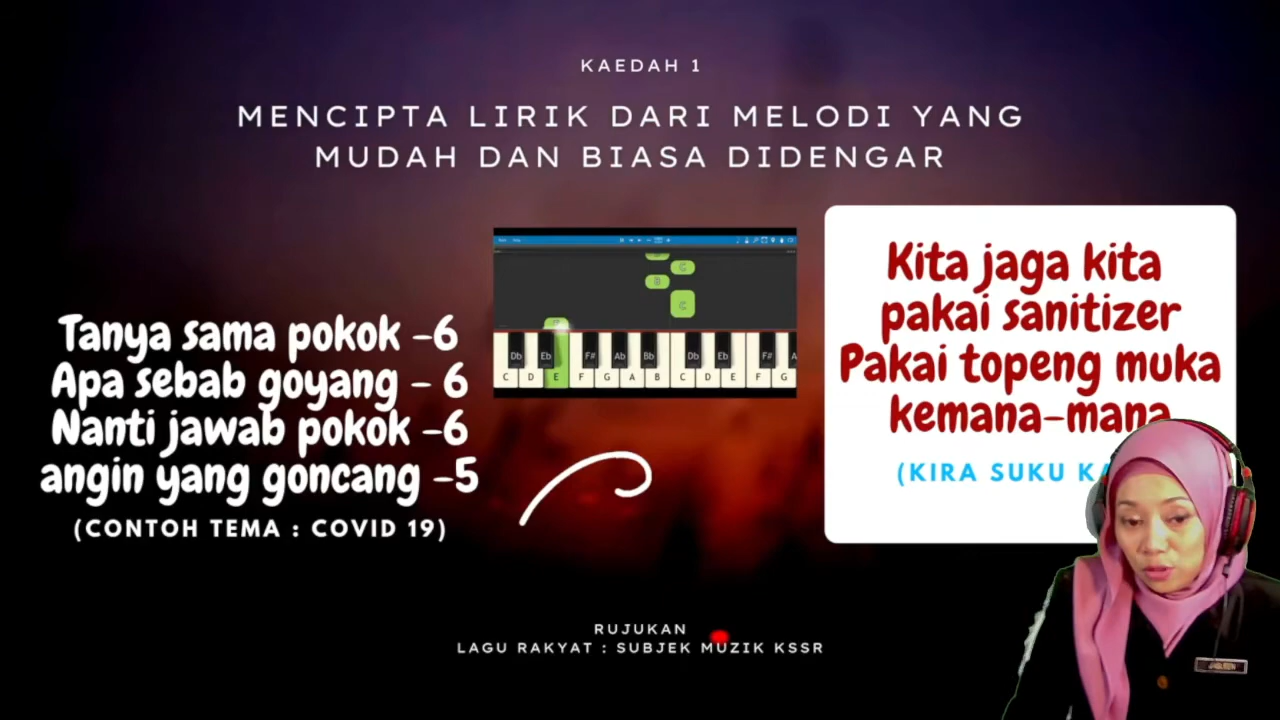 KAEDAH 1
MENCIPTA LIRIK DARI MELODI YANG
MUDAH DAN BIASA DIDENGAR
Tanya sama pokok -6
Apa sebab goyang - 6
Nanti jawab pokok -6
angin yang goncang -5
(CONTOH TEMA : COVID 19)
C
B
C
Db Eb F# Ab Bb Db Eb F# A
C D E F G A B C D E F G
Kita jaga kita
pakai sanitizer
Pakai topeng muka
kemana-mana
(KIRA SUKU
RUJUKAN
LAGU RAKYAT : SUBJEK MUZIK KSSR